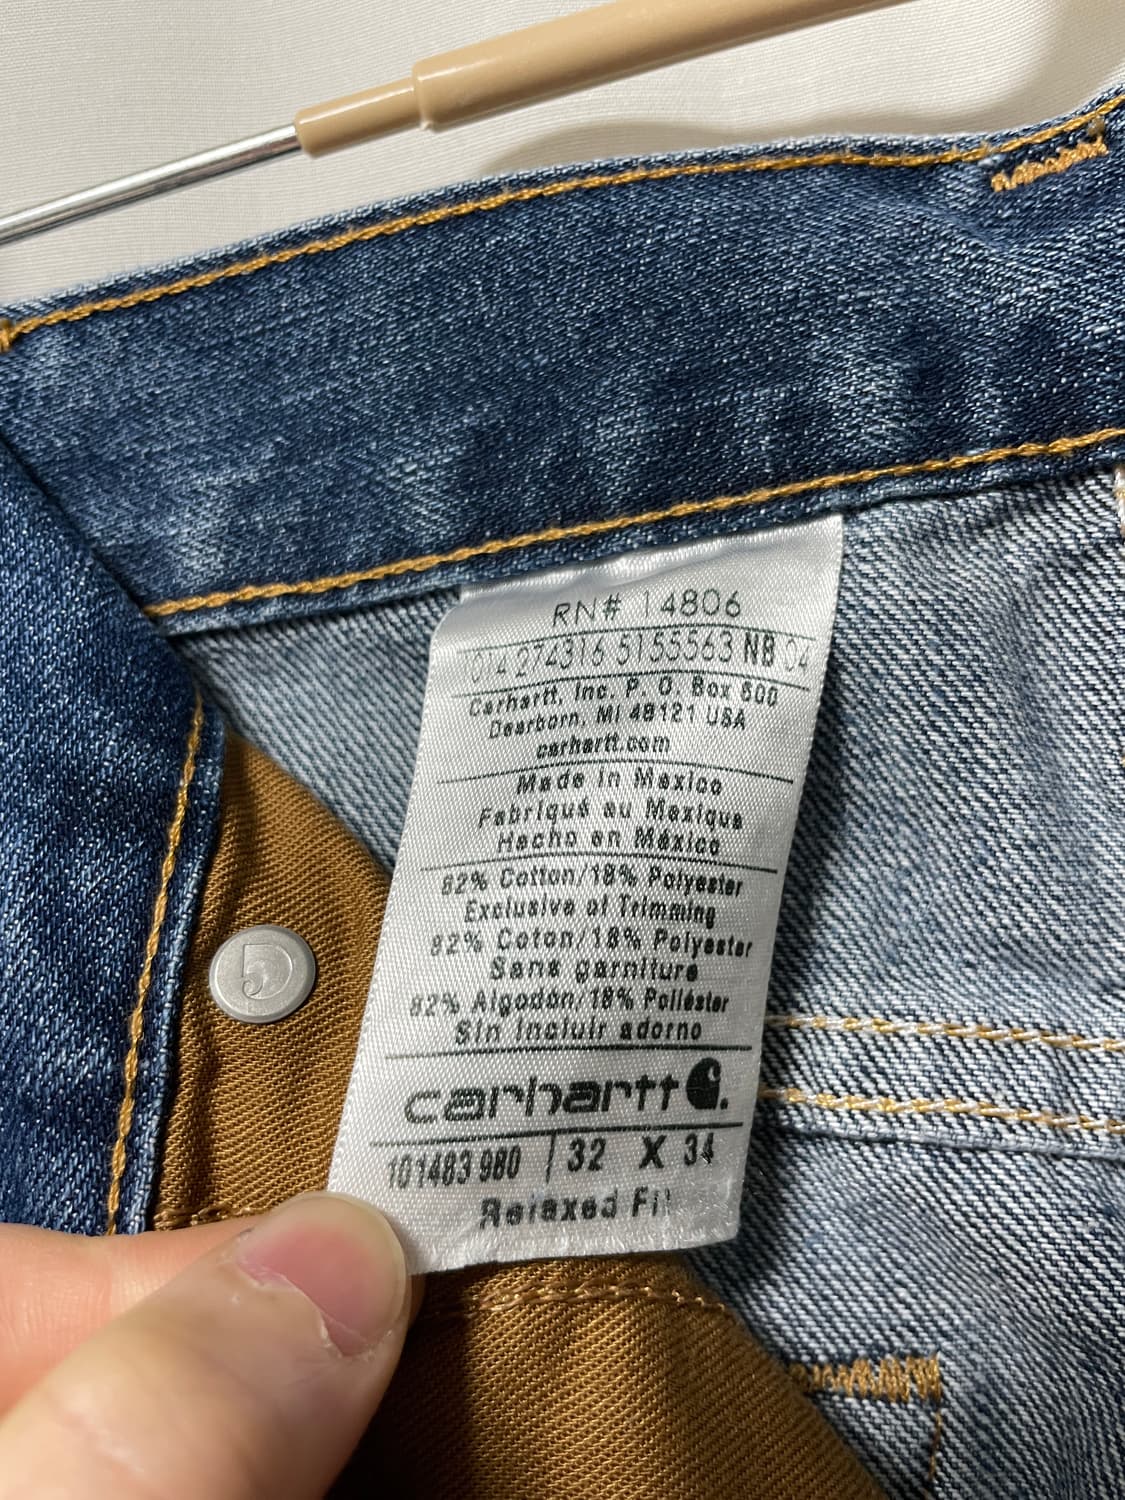 RN# 14806
1014 274316 5155563 NB 04
Carhartt, Inc. P. O. Box 600
Dearborn, MI 48121 USA
carhartt.com
Made in Mexico
Fabriqué au Mexique
Hecho en México
82% Cotton/18% Polyester
Exclusive of Trimming
82% Coton/18% Polyester
Sans garniture
82% Algodón/18% Poliéster
Sin incluir adorno
carhartt
101483 980 | 32 X 34
Relaxed Fit